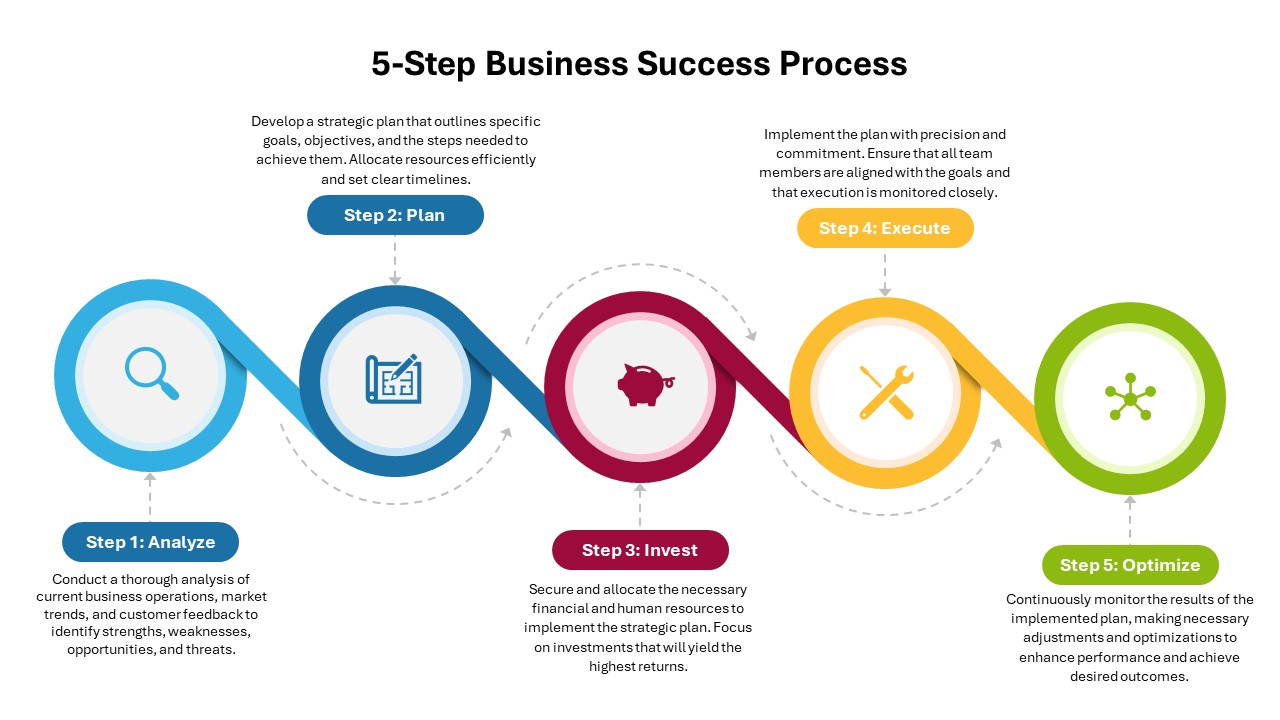 5-Step Business Success Process
Develop a strategic plan that outlines specific
goals, objectives, and the steps needed to
achieve them. Allocate resources efficiently
and set clear timelines.
Step 2: Plan
Implement the plan with precision and
commitment. Ensure that all team
members are aligned with the goals and
that execution is monitored closely.
Step 4: Execute
Step 1: Analyze
Conduct a thorough analysis of
current business operations, market
trends, and customer feedback to
identify strengths, weaknesses,
opportunities, and threats.
Step 3: Invest
Secure and allocate the necessary
financial and human resources to
implement the strategic plan. Focus
on investments that will yield the
highest returns.
Step 5: Optimize
Continuously monitor the results of the
implemented plan, making necessary
adjustments and optimizations to
enhance performance and achieve
desired outcomes.